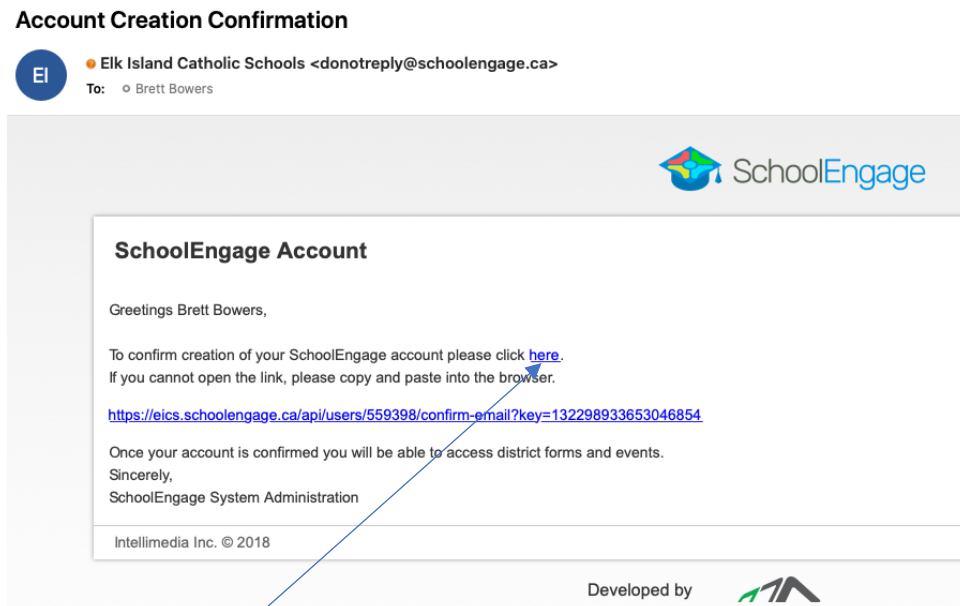 Account Creation Confirmation
EI
Elk Island Catholic Schools <donotreply@schoolengage.ca>
To: Brett Bowers
SchoolEngage
SchoolEngage Account
Greetings Brett Bowers,
To confirm creation of your SchoolEngage account please click here.
If you cannot open the link, please copy and paste into the browser.
https://eics.schoolengage.ca/api/users/559398/confirm-email?key=132298933653046854
Once your account is confirmed you will be able to access district forms and events.
Sincerely,
SchoolEngage System Administration
Intellimedia Inc. © 2018
Developed by